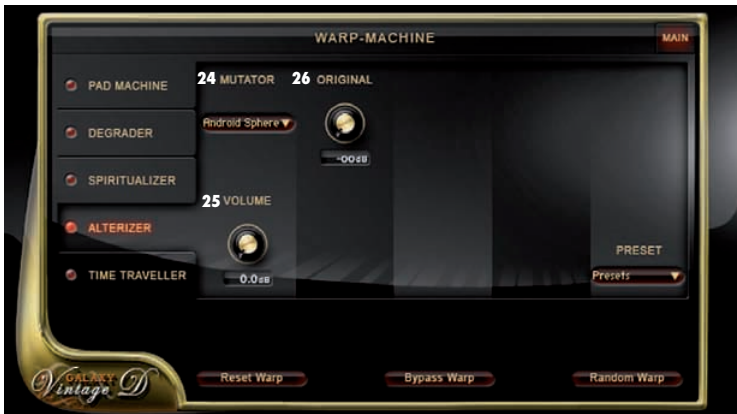 WARP-MACHINE
MAIN
PAD MACHINE
DEGRADER
SPIRITUALIZER
ALTERIZER
TIME TRAVELLER
24 MUTATOR
Android Sphere
26 ORIGINAL
-oodB
25 VOLUME
0.0dB
PRESET
Presets
GALAXY
Vintage D
Reset Warp
Bypass Warp
Random Warp